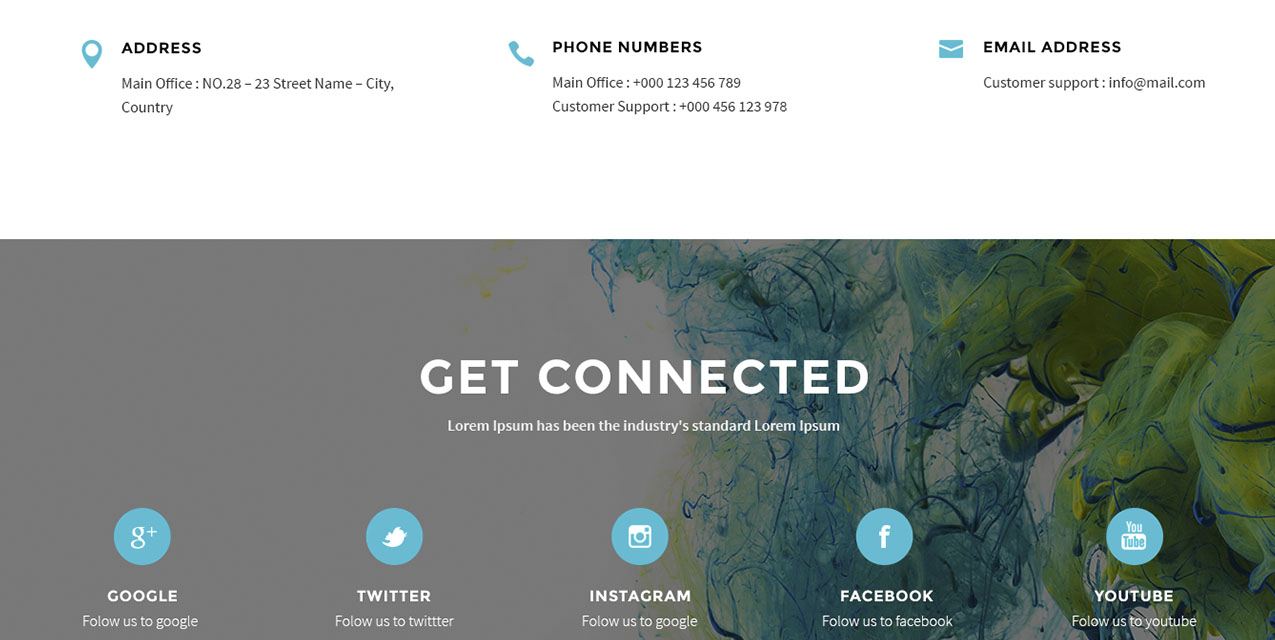 ADDRESS
Main Office : NO.28 – 23 Street Name – City,
Country
PHONE NUMBERS
Main Office : +000 123 456 789
Customer Support : +000 456 123 978
EMAIL ADDRESS
Customer support : info@mail.com
GET CONNECTED
Lorem Ipsum has been the industry's standard Lorem Ipsum
g+
GOOGLE
Folow us to google
TWITTER
Folow us to twittter
INSTAGRAM
Folow us to google
f
FACEBOOK
Folow us to facebook
You
Tube
YOUTUBE
Folow us to youtube